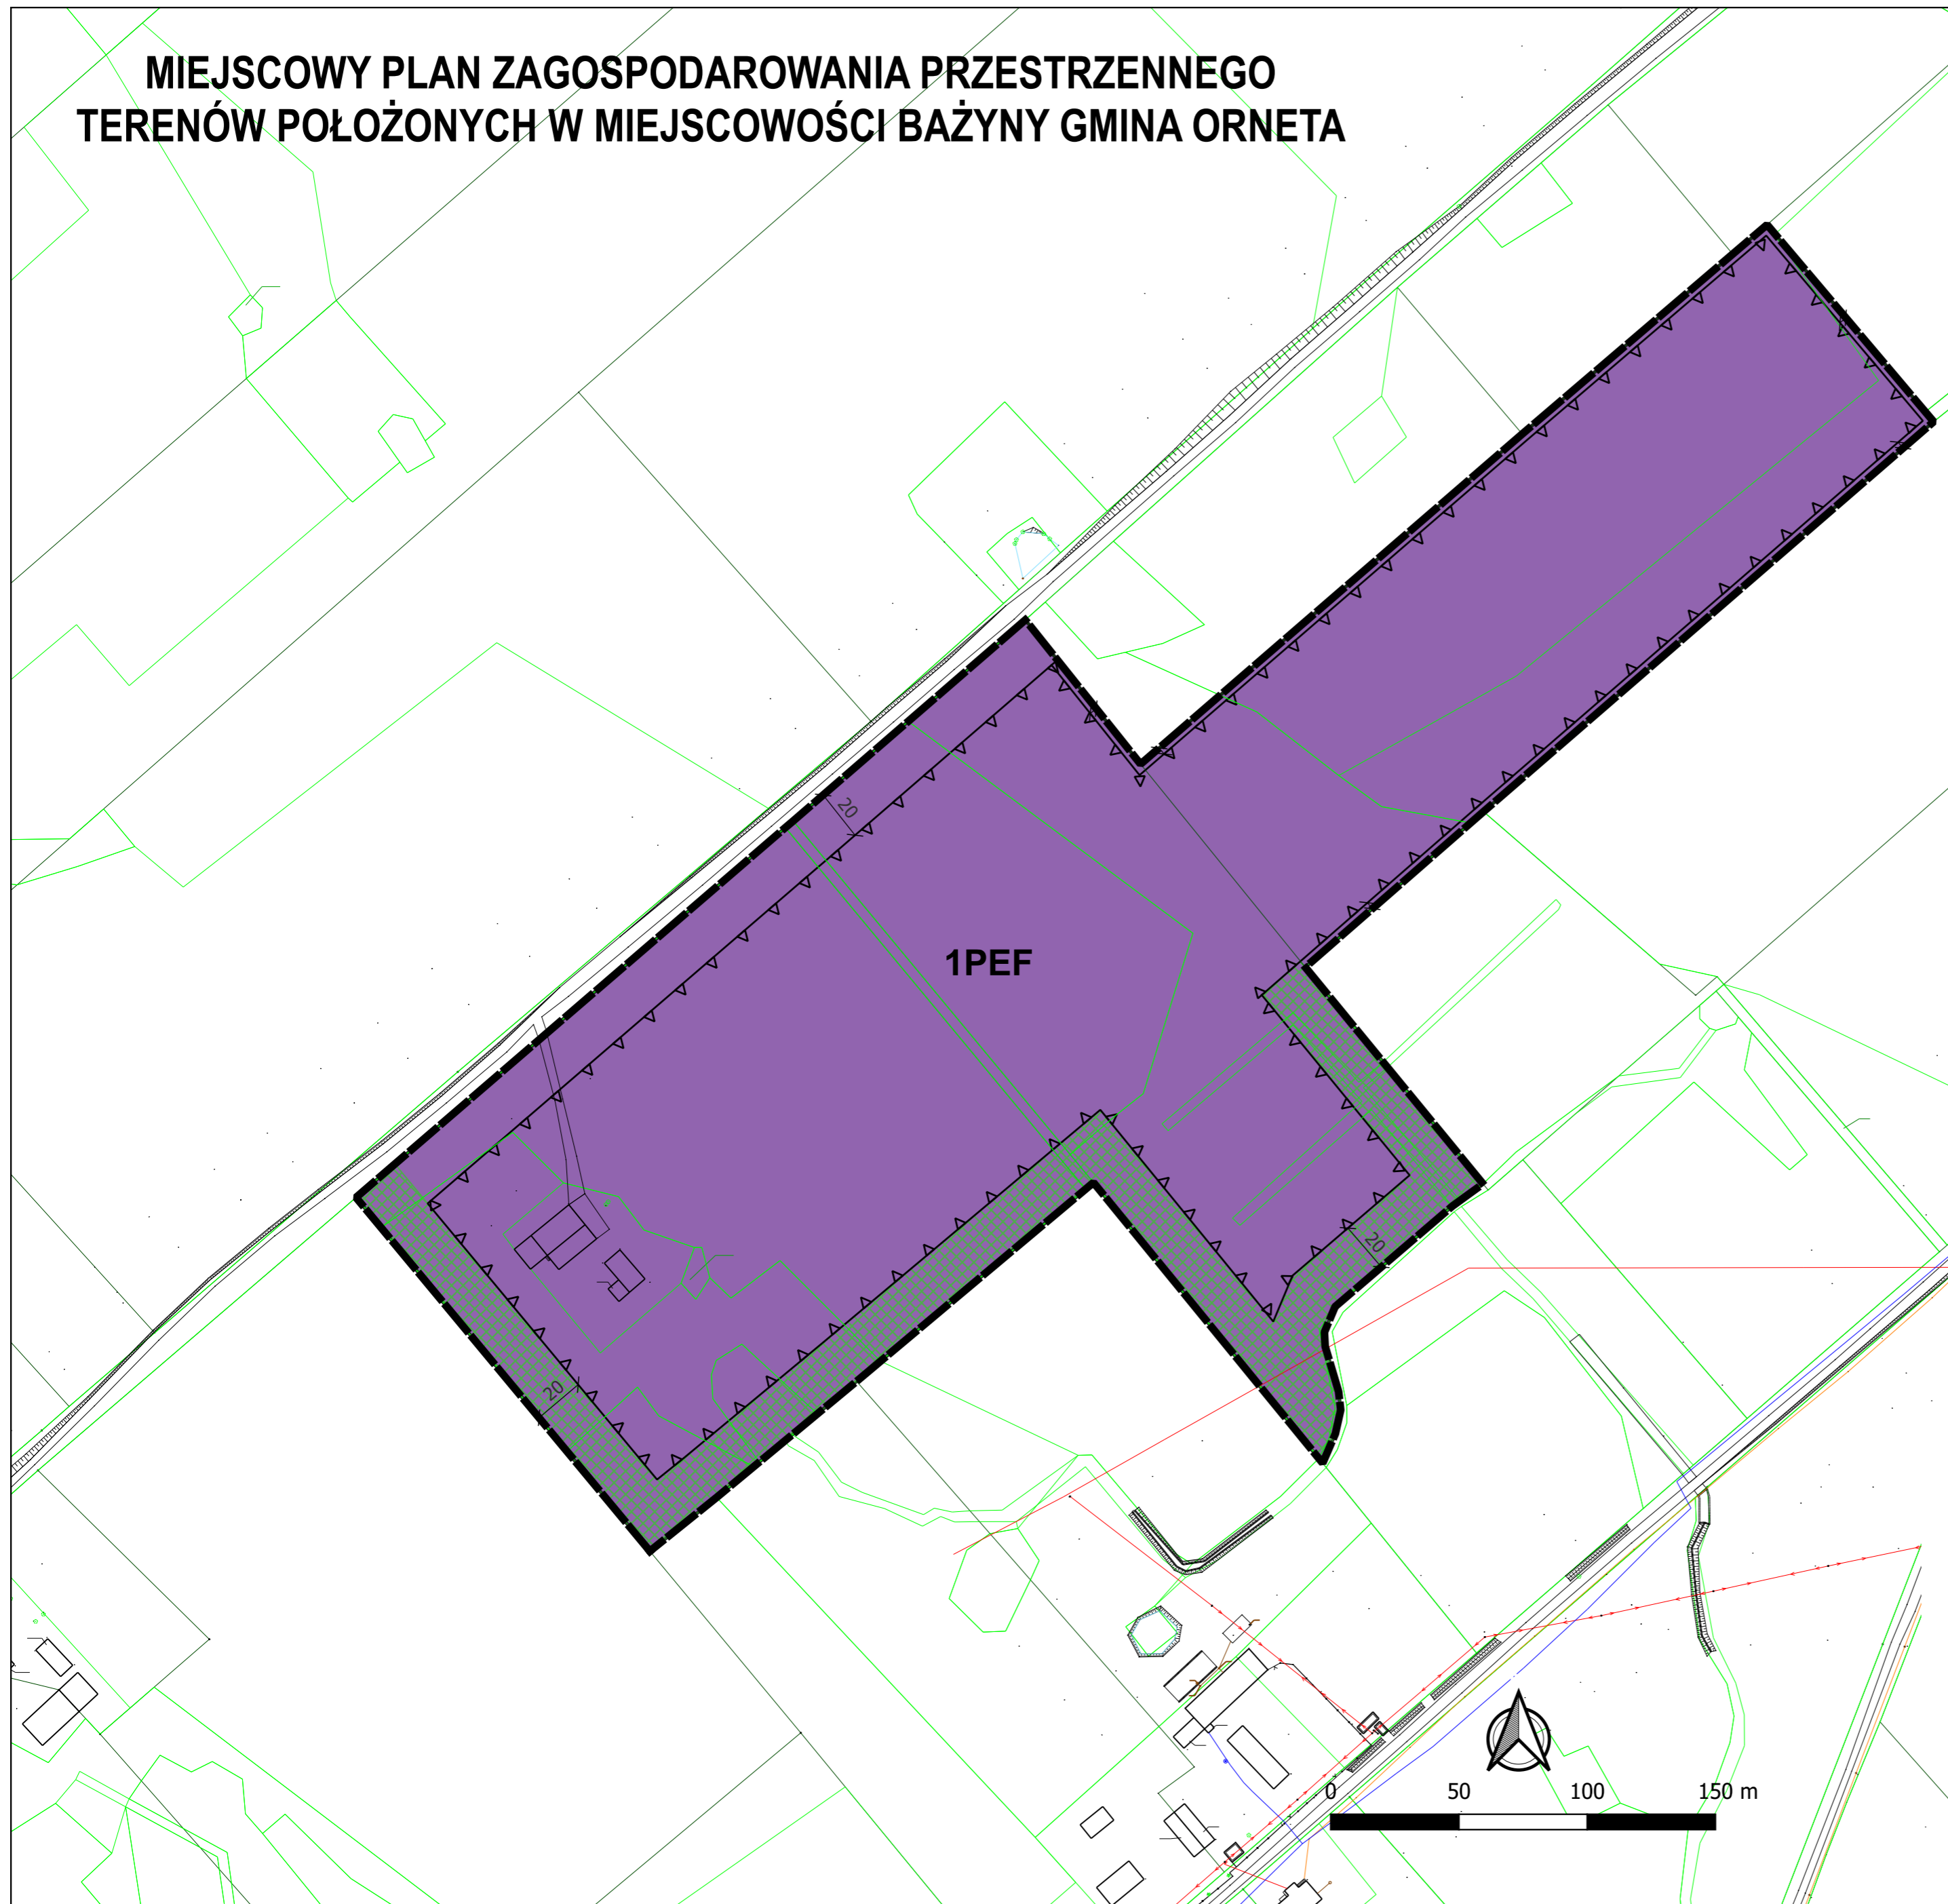 MIEJSCOWY PLAN ZAGOSPODAROWANIA PRZESTRZENNEGO
TERENÓW POŁOŻONYCH W MIEJSCOWOŚCI BAŻYNY GMINA ORNETA
20
1PEF
20
20
0 50 100 150 m